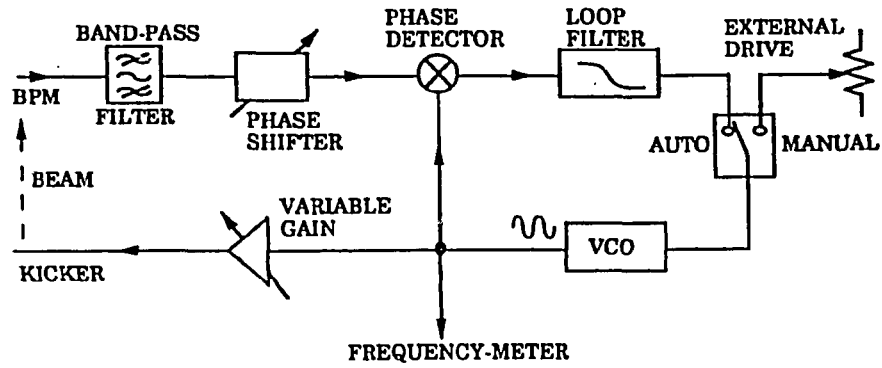 BAND-PASS
FILTER
BPM
PHASE
SHIFTER
PHASE
DETECTOR
LOOP
FILTER
EXTERNAL
DRIVE
AUTO
MANUAL
BEAM
VARIABLE
GAIN
VCO
KICKER
FREQUENCY-METER